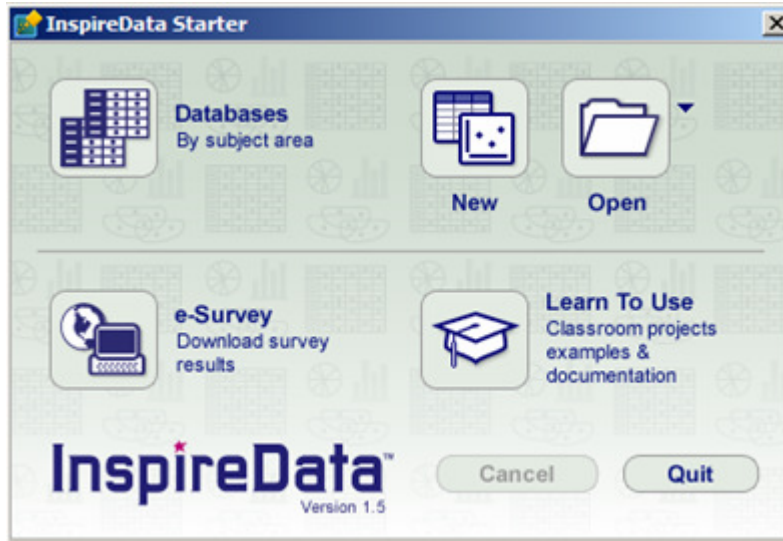 InspireData Starter
Databases
By subject area
New
Open
e-Survey
Download survey
results
Learn To Use
Classroom projects
examples &
documentation
InspireData™
Version 1.5
Cancel
Quit